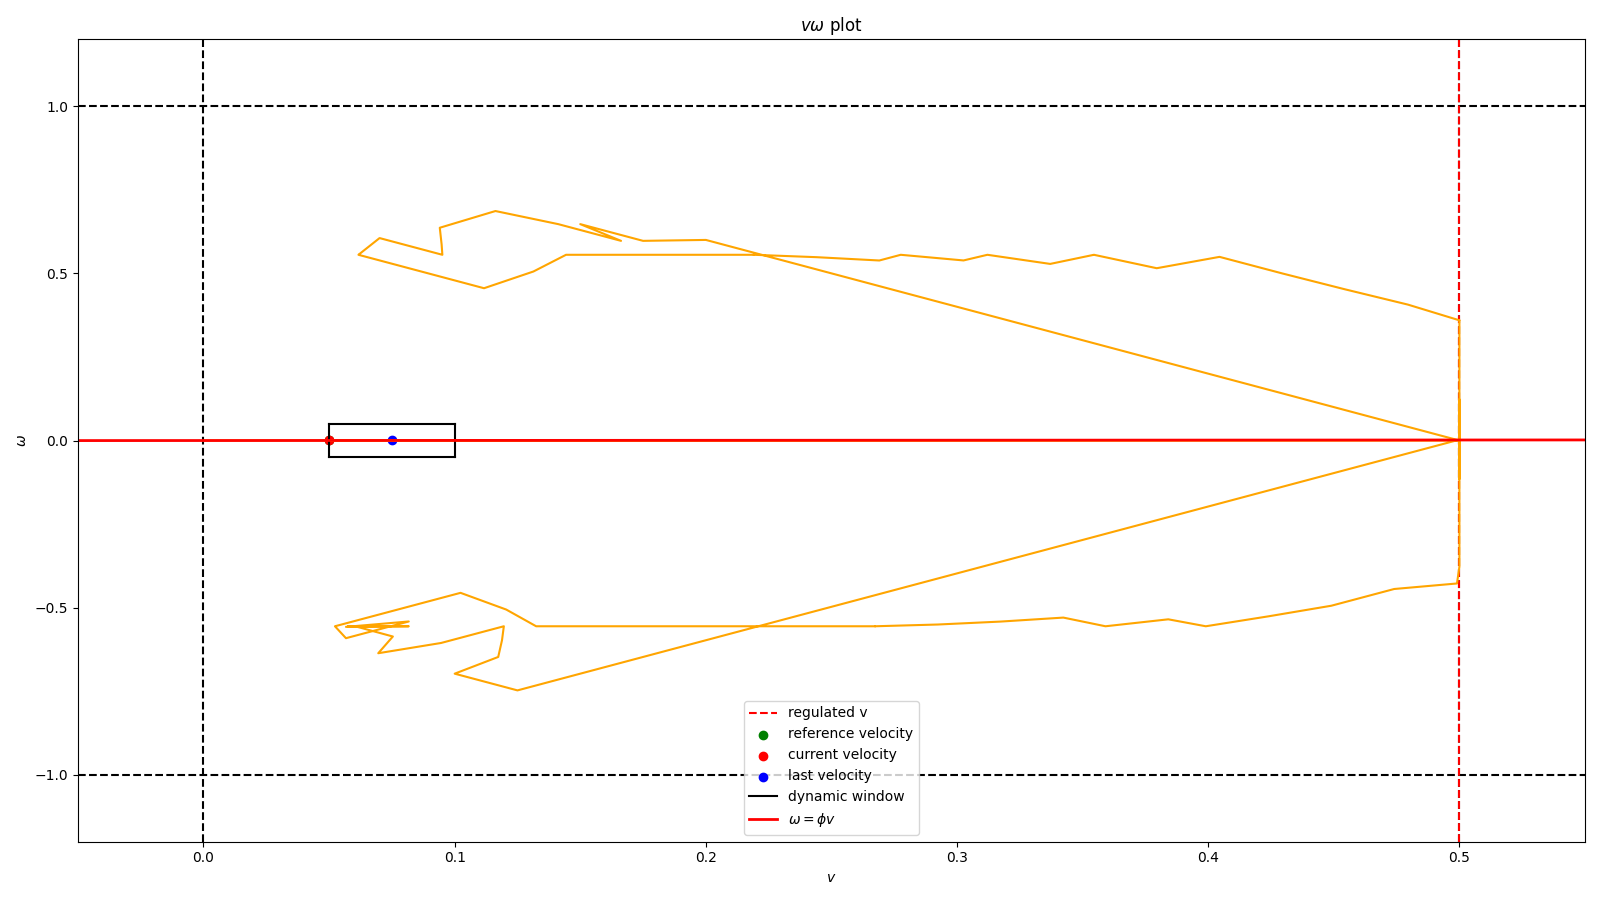 vω plot
1.0
0.5
0.0
−0.5
−1.0
ω
regulated v
reference velocity
current velocity
last velocity
dynamic window
ω = ϕv
0.0 0.1 0.2 0.3 0.4 0.5
v